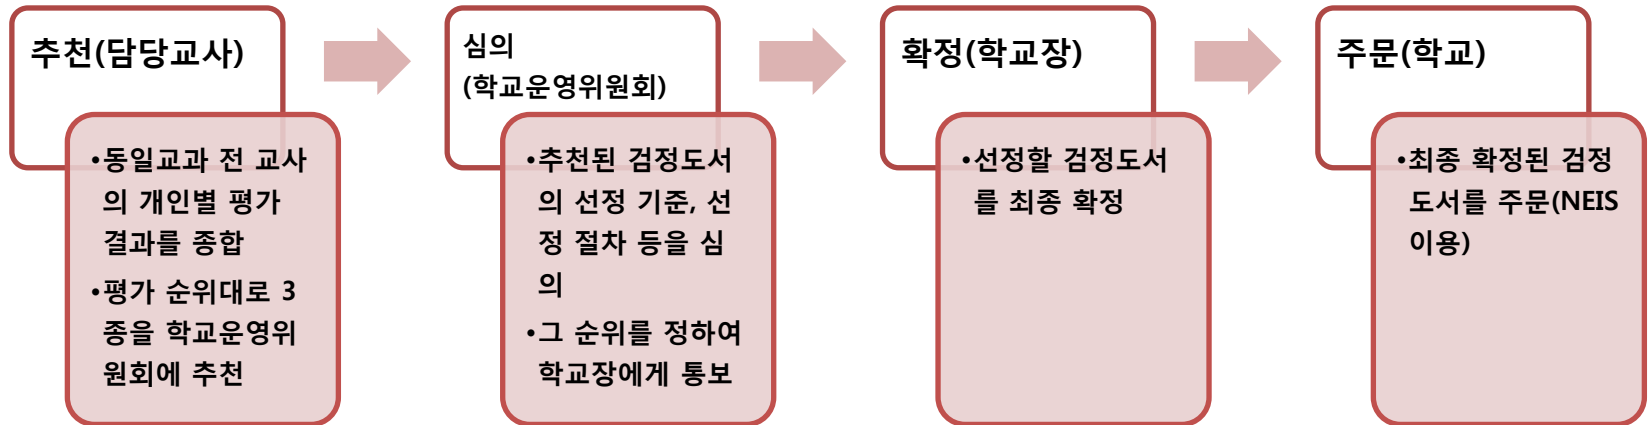 추천(담당교사)
•동일교과 전 교사
의 개인별 평가
결과를 종합
•평가 순위대로 3
종을 학교운영위
원회에 추천
심의
(학교운영위원회)
•추천된 검정도서
의 선정 기준, 선
정 절차 등을 심
의
•그 순위를 정하여
학교장에게 통보
확정(학교장)
•선정할 검정도서
를 최종 확정
주문(학교)
•최종 확정된 검정
도서를 주문(NEIS
이용)